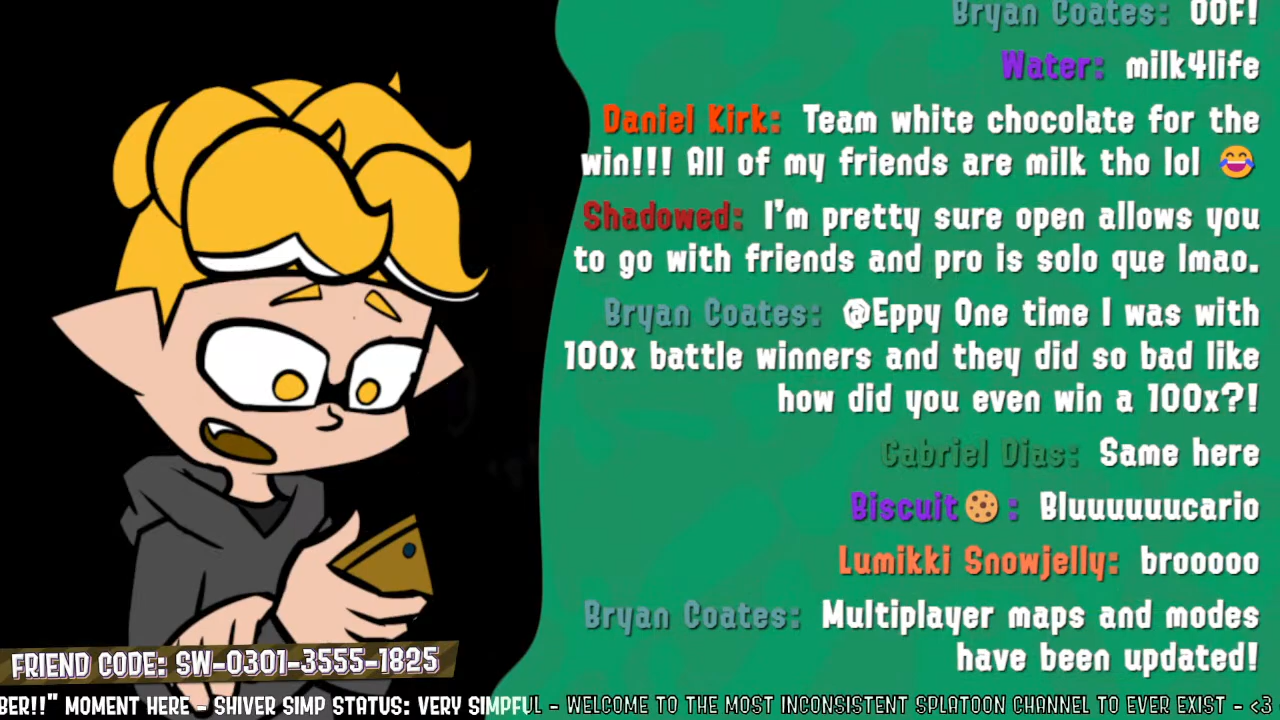 Bryan Coates: OOF!
Water: milk4life
Daniel Kirk: Team white chocolate for the
win!!! All of my friends are milk tho lol 😂
Shadowed: I'm pretty sure open allows you
to go with friends and pro is solo que lmao.
Bryan Coates: @Eppy One time I was with
100x battle winners and they did so bad like
how did you even win a 100x?!
Gabriel Dias: Same here
Biscuit🍪: Bluuuuuucario
Lumikki Snowjelly: brooooo
Bryan Coates: Multiplayer maps and modes
have been updated!
FRIEND CODE: SW-0301-3555-1825
BER!!" MOMENT HERE - SHIVER SIMP STATUS: VERY SIMPFUL - WELCOME TO THE MOST INCONSISTENT SPLATOON CHANNEL TO EVER EXIST - <3